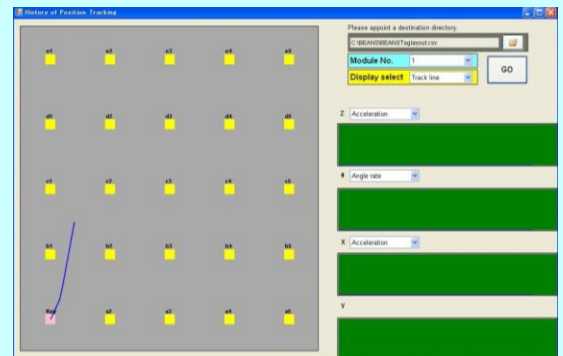 History of Position Tracking
Please appoint a destination directory.
C:\BEANS\BEANSTaglayout.csv
Module No. 1
Display select Track line
GO
e1 e2 e3 e4 e5
d1 d2 d3 d4 d5
c1 c2 c3 c4 c5
b1 b2 b3 b4 b5
a2 a3 a4 a5
Z Acceleration
Angle rate
X Acceleration
Y